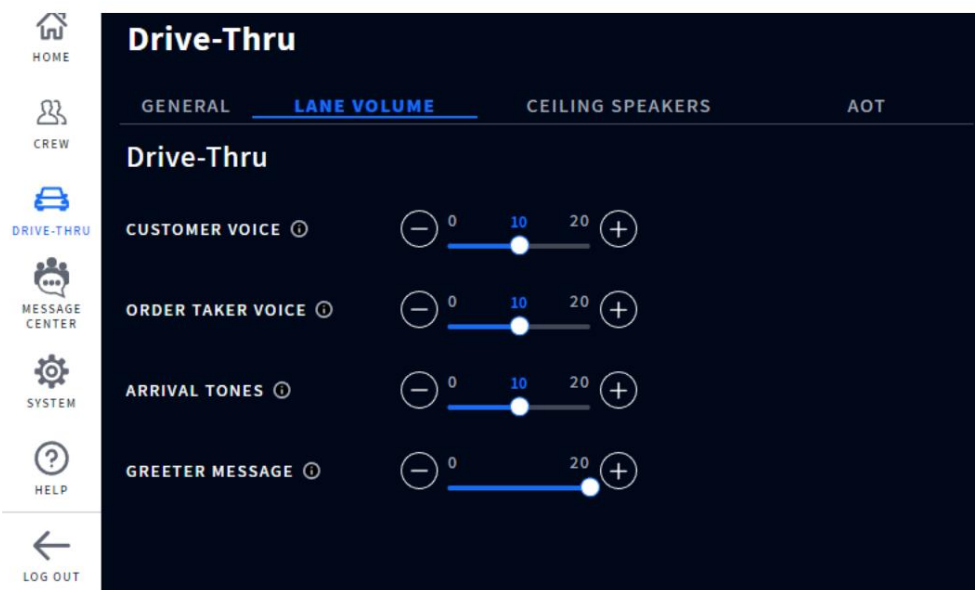 HOME
CREW
DRIVE-THRU
MESSAGE
CENTER
SYSTEM
HELP
LOG OUT
Drive-Thru
GENERAL LANE VOLUME CEILING SPEAKERS AOT
Drive-Thru
CUSTOMER VOICE 0 10 20
ORDER TAKER VOICE 0 10 20
ARRIVAL TONES 0 10 20
GREETER MESSAGE 0 20